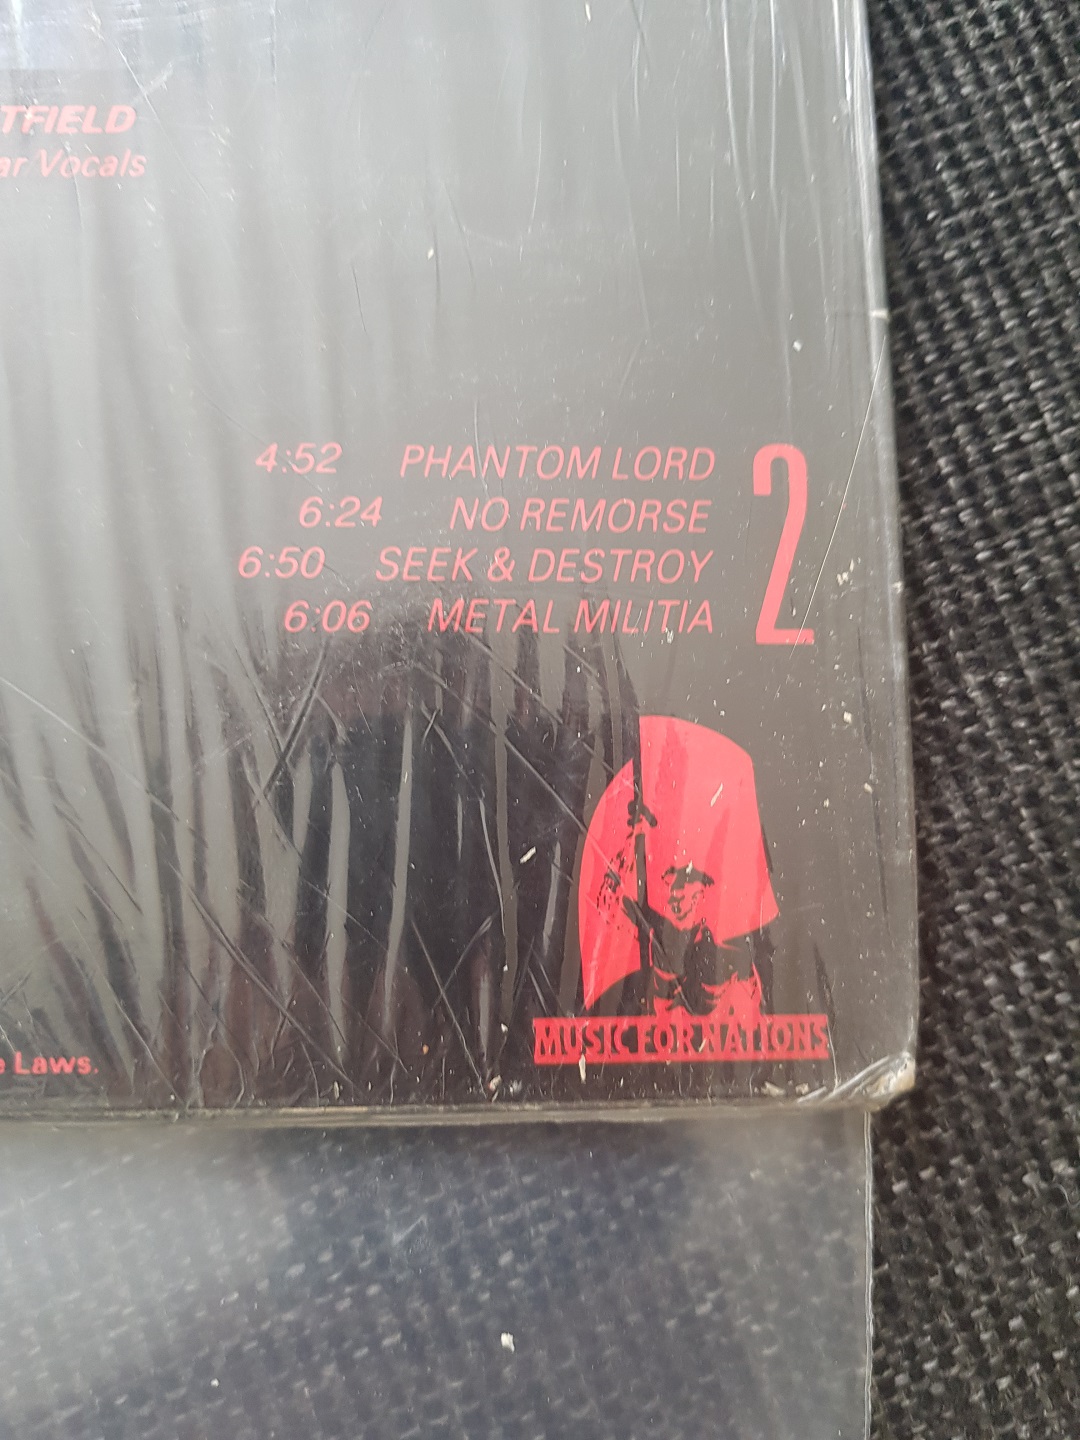 TFIELD
ar Vocals
4:52 PHANTOM LORD
6:24 NO REMORSE
6:50 SEEK & DESTROY
6:06 METAL MILITIA
2
MUSIC FOR NATIONS
e Laws.